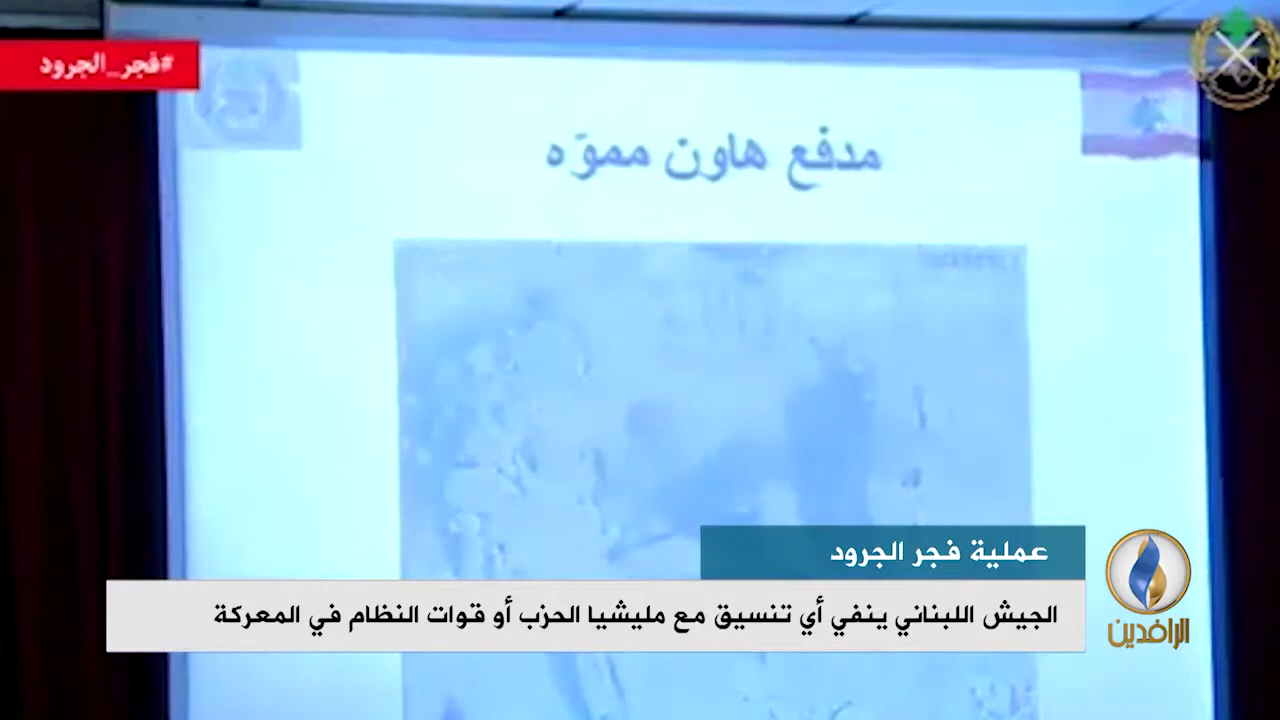 #فجر_الجرود
مدفع هاون مموّه
عملية فجر الجرود
الجيش اللبناني ينفي أي تنسيق مع مليشيا الحزب أو قوات النظام في المعركة
الرافدين